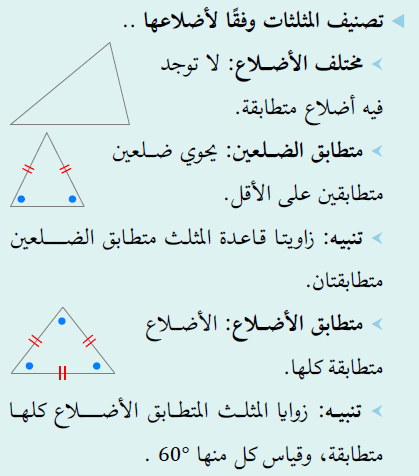 تصنيف المثلثات وفقًا لأضلاعها ..
مختلف الأضلاع: لا توجد
فيه أضلاع متطابقة.
متطابق الضلعين: يحوي ضلعين
متطابقين على الأقل.
تنبيه: زاويتا قاعدة المثلث متطابق الضلعين
متطابقتان.
متطابق الأضلاع: الأضلاع
متطابقة كلها.
تنبيه: زوايا المثلث المتطابق الأضلاع كلها
متطابقة، وقياس كل منها 60° .